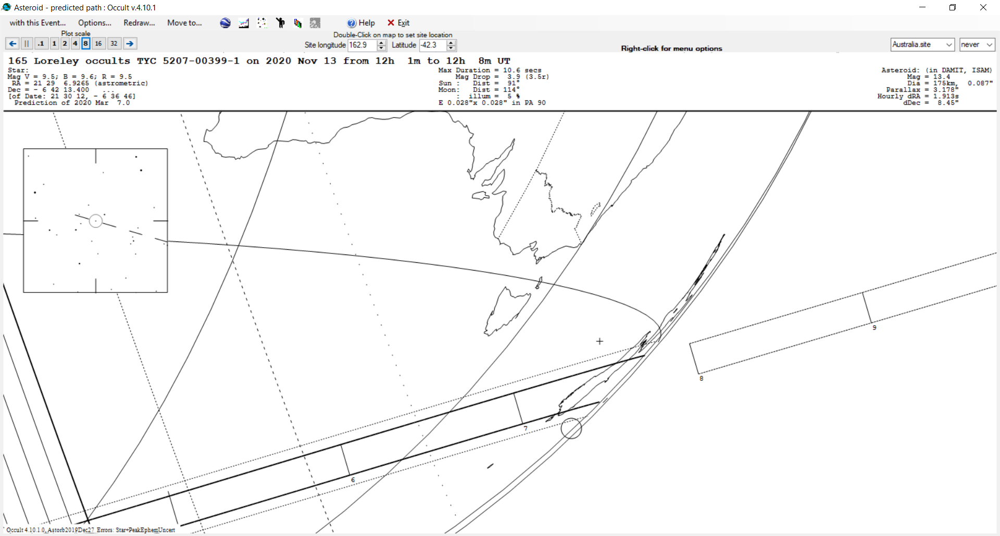 Asteroid - predicted path : Occult v.4.10.1
with this Event... Options... Redraw... Move to... Help Exit
Plot scale
.1 1 2 4 8 16 32
Double-Click on map to set site location
Site longitude 162.9 Latitude -42.3
Right-click for menu options
Australia.site never
165 Loreley occults TYC 5207-00399-1 on 2020 Nov 13 from 12h 1m to 12h 8m UT
Star:
Mag V = 9.5; B = 9.6; R = 9.5
RA = 21 29 6.9265 (astrometric)
Dec = - 6 42 13.400 ...
[of Date: 21 30 12, - 6 36 46]
Prediction of 2020 Mar 7.0
Max Duration = 10.6 secs
Mag Drop = 3.9 (3.5r)
Sun : Dist = 91°
Moon: Dist = 114°
: illum = 5 %
E 0.028"x 0.028" in PA 90
Asteroid: (in DAMIT, ISAM)
Mag = 13.4
Dia = 175km, 0.087"
Parallax = 3.178"
Hourly dRA = 1.913s
dDec = 8.45"
9
8
7
6
Occult 4.10.1.0, Astorb2019Dec27 Errors: Star+PeakEphemUncert